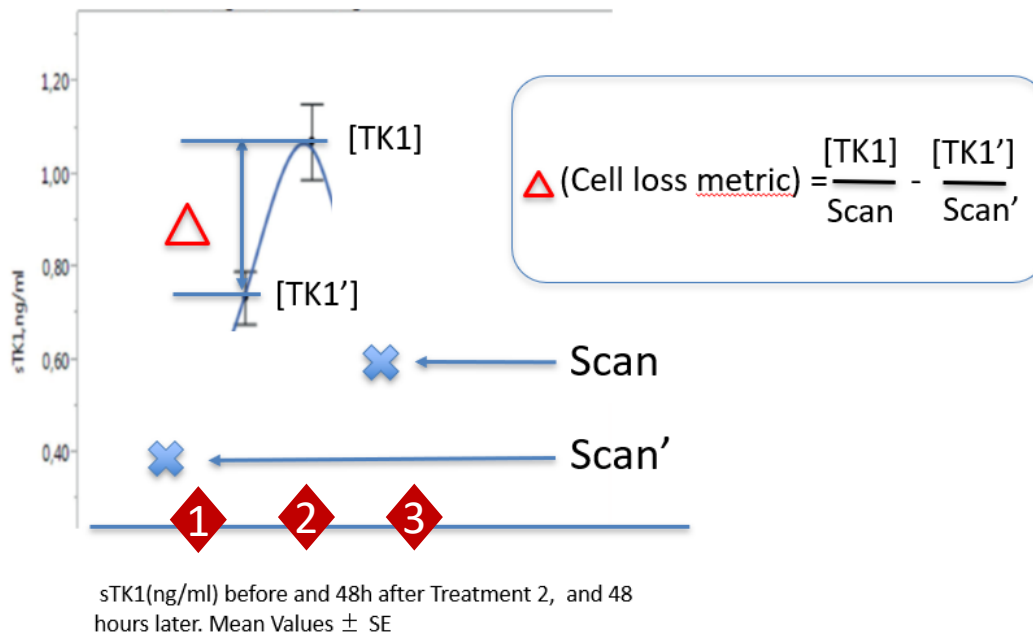 1,20
[TK1]
1,00
0,80
[TK1']
0,60
0,40
sTK1,ng/ml
Scan
Scan'
△ (Cell loss metric) = [TK1] / Scan - [TK1'] / Scan'
1 2 3
sTK1(ng/ml) before and 48h after Treatment 2, and 48
hours later. Mean Values ± SE